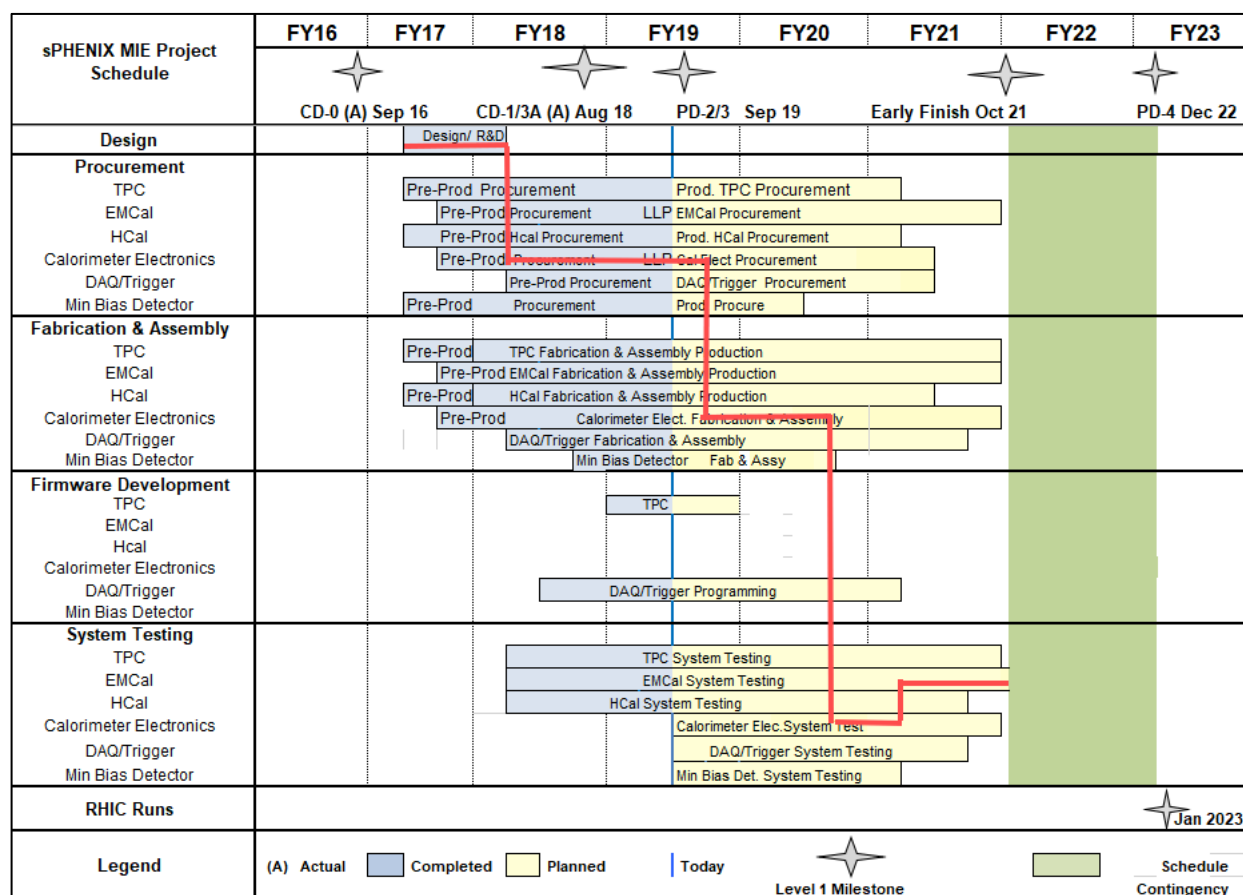 sPHENIX MIE Project Schedule
FY16 FY17 FY18 FY19 FY20 FY21 FY22 FY23
CD-0 (A) Sep 16 CD-1/3A (A) Aug 18 PD-2/3 Sep 19 Early Finish Oct 21 PD-4 Dec 22
Design Design/ R&D
Procurement
TPC Pre-Prod Procurement Prod. TPC Procurement
EMCal Pre-Prod Procurement LLP EMCal Procurement
HCal Pre-Prod Hcal Procurement Prod. HCal Procurement
Calorimeter Electronics Pre-Prod Procurement LLP Cal Elect Procurement
DAQ/Trigger Pre-Prod Procurement DAQ/Trigger Procurement
Min Bias Detector Pre-Prod Procurement Prod. Procure
Fabrication & Assembly
TPC Pre-Prod TPC Fabrication & Assembly Production
EMCal Pre-Prod EMCal Fabrication & Assembly Production
HCal Pre-Prod HCal Fabrication & Assembly Production
Calorimeter Electronics Pre-Prod Calorimeter Elect. Fabrication & Assembly
DAQ/Trigger DAQ/Trigger Fabrication & Assembly
Min Bias Detector Min Bias Detector Fab & Assy
Firmware Development
TPC TPC
EMCal
Hcal
Calorimeter Electronics
DAQ/Trigger DAQ/Trigger Programming
Min Bias Detector
System Testing
TPC TPC System Testing
EMCal EMCal System Testing
HCal HCal System Testing
Calorimeter Electronics Calorimeter Elec.System Test
DAQ/Trigger DAQ/Trigger System Testing
Min Bias Detector Min Bias Det. System Testing
RHIC Runs Jan 2023
Legend (A) Actual Completed Planned Today Level 1 Milestone Schedule Contingency